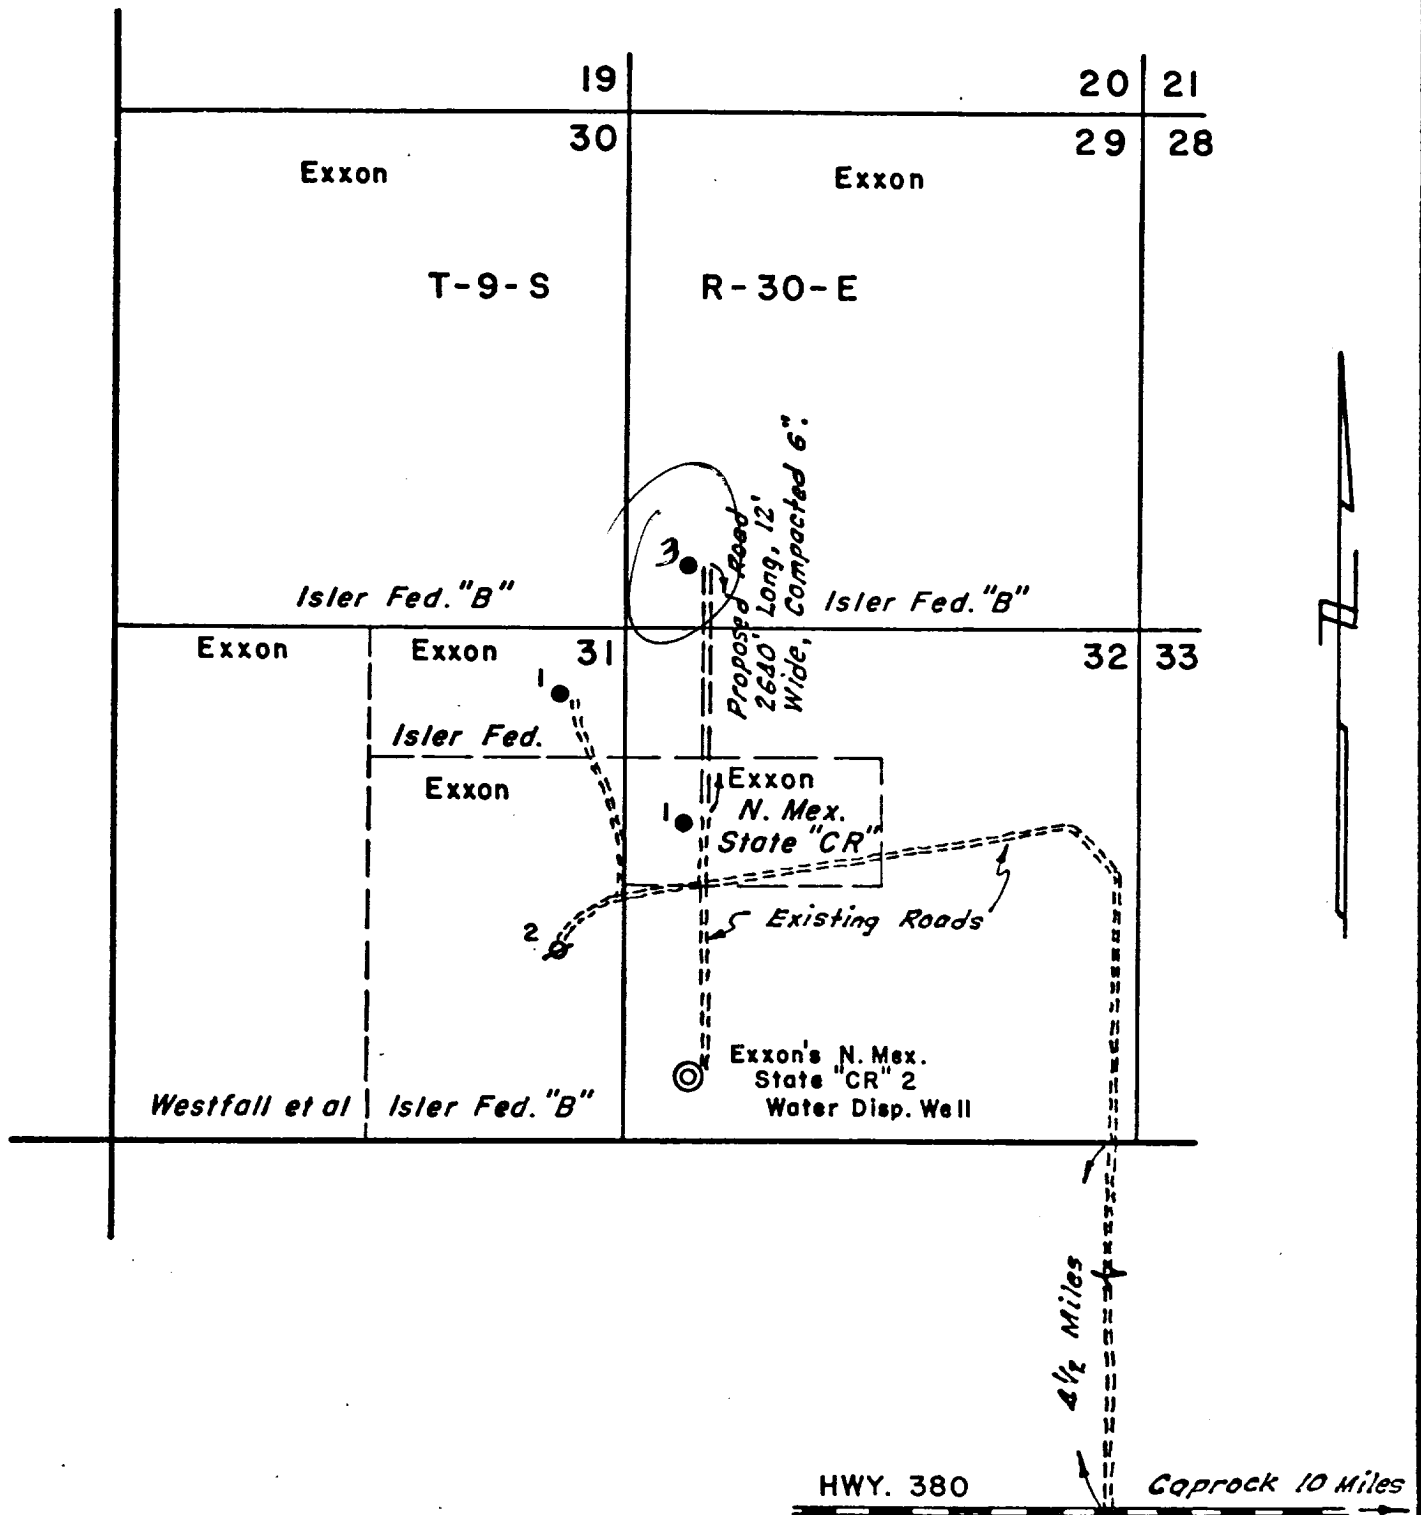 19
20
21
30
29
28
Exxon
Exxon
T-9-S
R-30-E
3
Proposed Road
2640' Long, 12'
Wide, Compacted 6".
Isler Fed. "B"
Isler Fed. "B"
Exxon
Exxon
31
32
33
1
Isler Fed.
Exxon
Exxon
1
N. Mex.
State "CR"
2
Existing Roads
Exxon's N. Mex.
State "CR" 2
Water Disp. Well
Westfall et al
Isler Fed. "B"
4 1/2 Miles
HWY. 380
Caprock 10 Miles
N